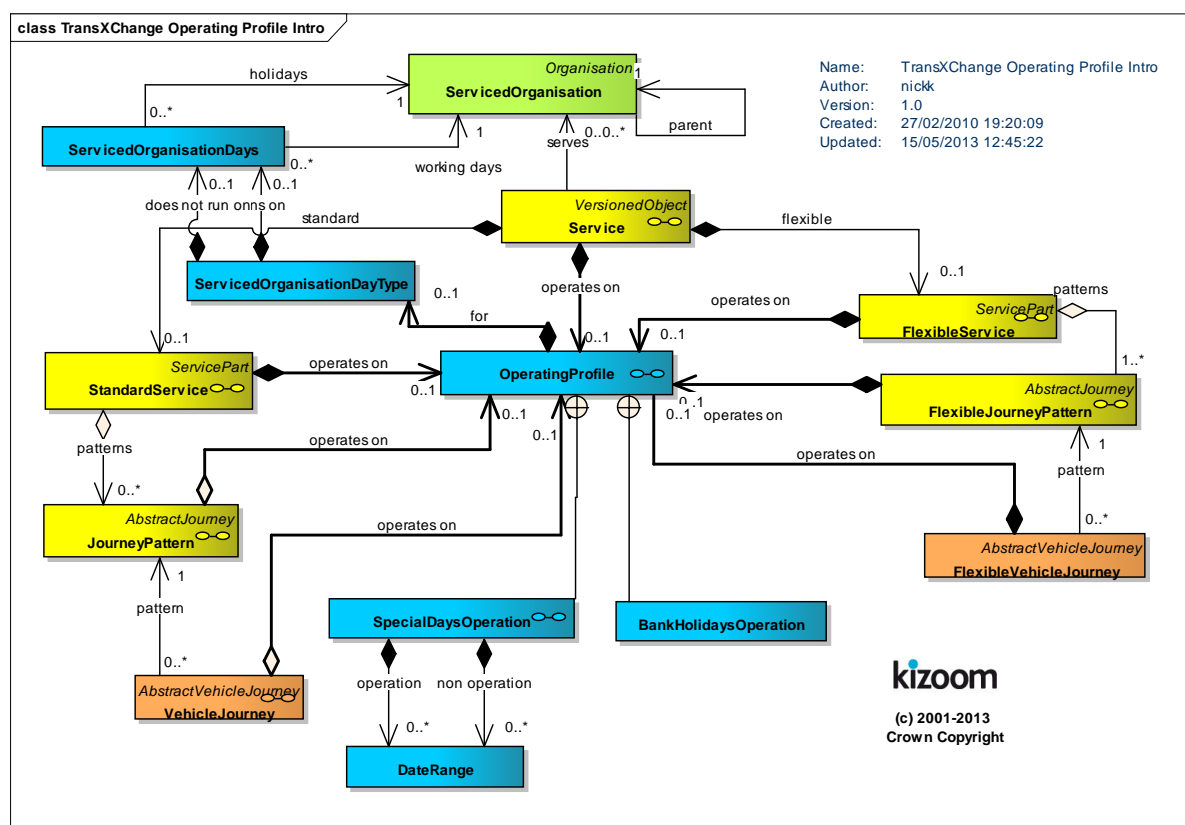 class TransXChange Operating Profile Intro
Name: TransXChange Operating Profile Intro
Author: nickk
Version: 1.0
Created: 27/02/2010 19:20:09
Updated: 15/05/2013 12:45:22
holidays
0..*
1
Organisation
ServicedOrganisation
1
parent
ServicedOrganisationDays
0..*
1
working days
0..0..*
serves
0..1
0..1
does not run onns on
standard
VersionedObject
Service
flexible
ServicedOrganisationDayType
0..1
for
operates on
0..1
0..1
operates on
0..1
0..1
patterns
ServicePart
FlexibleService
1..*
ServicePart
StandardService
operates on
0..1
OperatingProfile
0..1
0..1
operates on
AbstractJourney
FlexibleJourneyPattern
patterns
0..*
operates on
0..1
0..1
operates on
1
pattern
0..*
AbstractJourney
JourneyPattern
operates on
AbstractVehicleJourney
FlexibleVehicleJourney
1
pattern
0..*
SpecialDaysOperation
BankHolidaysOperation
AbstractVehicleJourney
VehicleJourney
operation
non operation
0..*
0..*
DateRange
kizoom
(c) 2001-2013
Crown Copyright